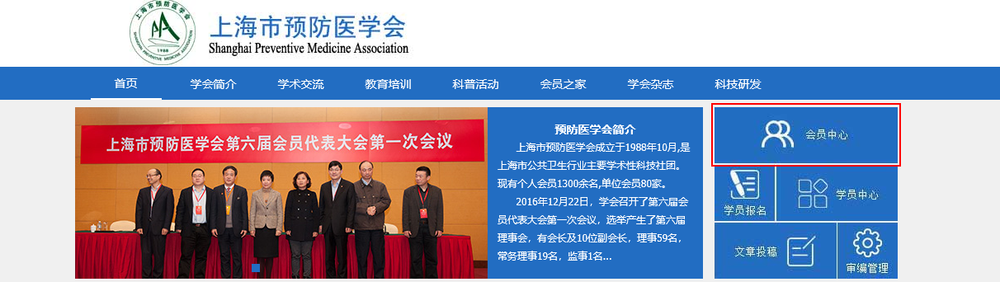 上海市预防医学会
SHANGHAI PREVENTIVE MEDICINE ASSOCIATION
1988
上海市预防医学会
Shanghai Preventive Medicine Association
首页 学会简介 学术交流 教育培训 科普活动 会员之家 学会杂志 科技研发
上海市预防医学会第六届会员代表大会第一次会议
预防医学会简介
上海市预防医学会成立于1988年10月,是
上海市公共卫生行业主要学术性科技社团。
现有个人会员1300余名,单位会员80家。
2016年12月22日，学会召开了第六届会
员代表大会第一次会议，选举产生了第六届
理事会，有会长及10位副会长，理事59名，
常务理事19名，监事1名...
会员中心
学员报名
学员中心
文章投稿
审编管理